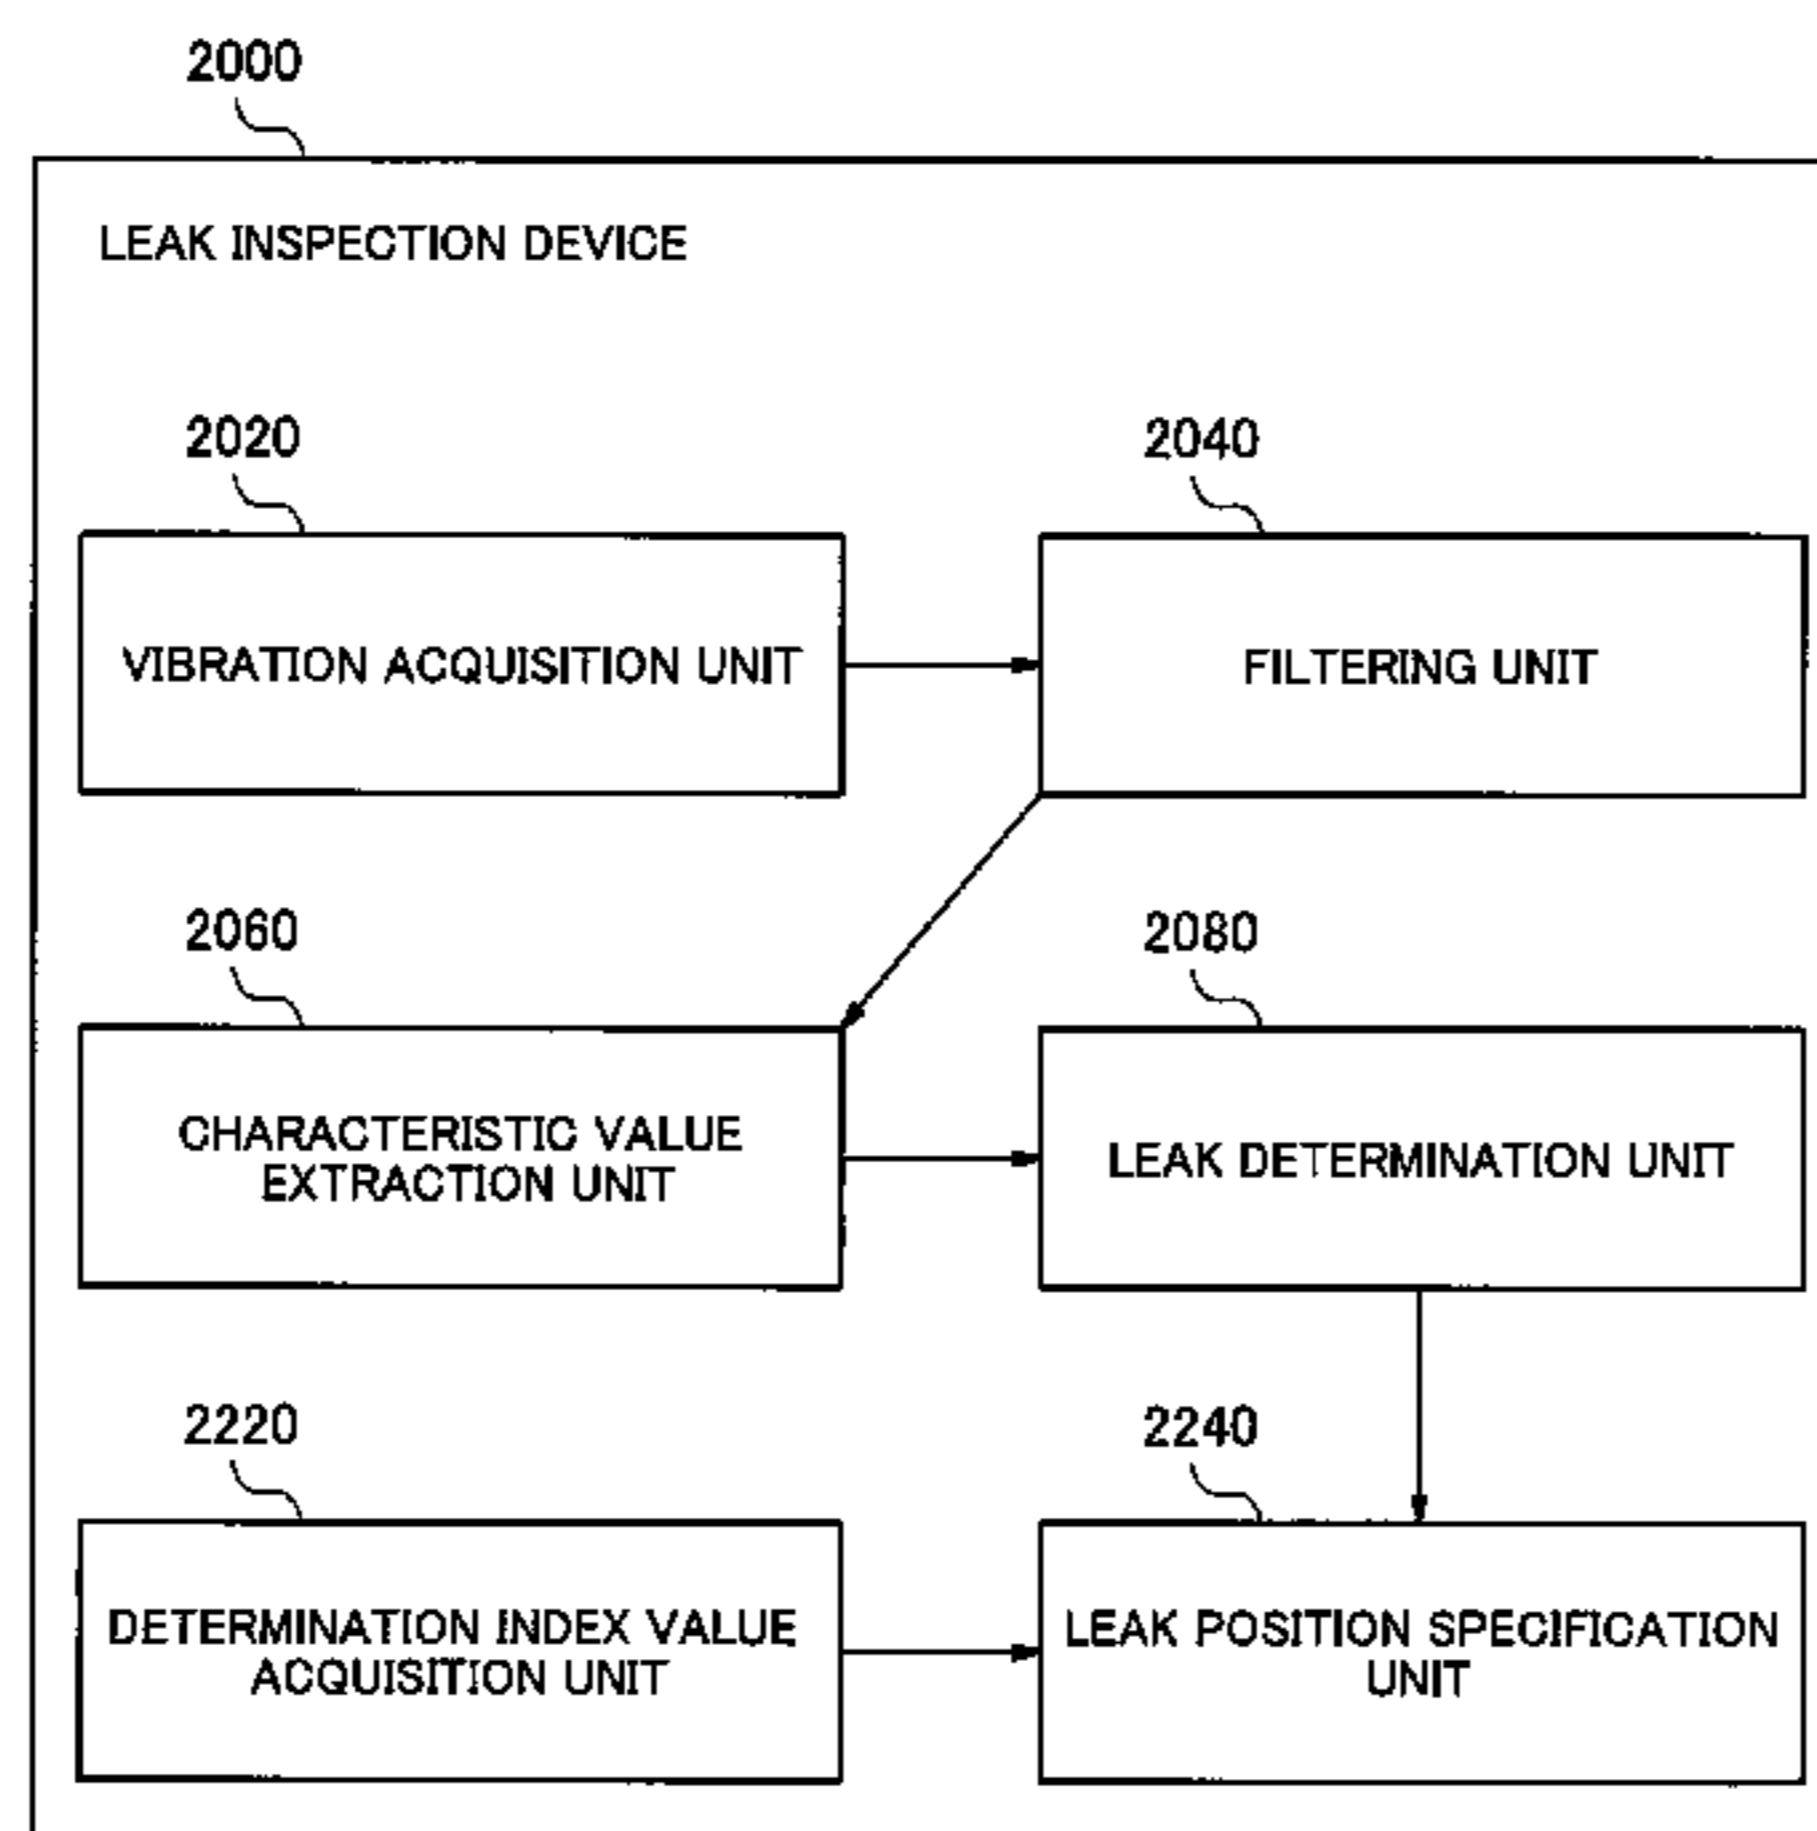 2000
LEAK INSPECTION DEVICE
2020
2040
VIBRATION ACQUISITION UNIT
FILTERING UNIT
2060
2080
CHARACTERISTIC VALUE
EXTRACTION UNIT
LEAK DETERMINATION UNIT
2220
2240
DETERMINATION INDEX VALUE
ACQUISITION UNIT
LEAK POSITION SPECIFICATION
UNIT